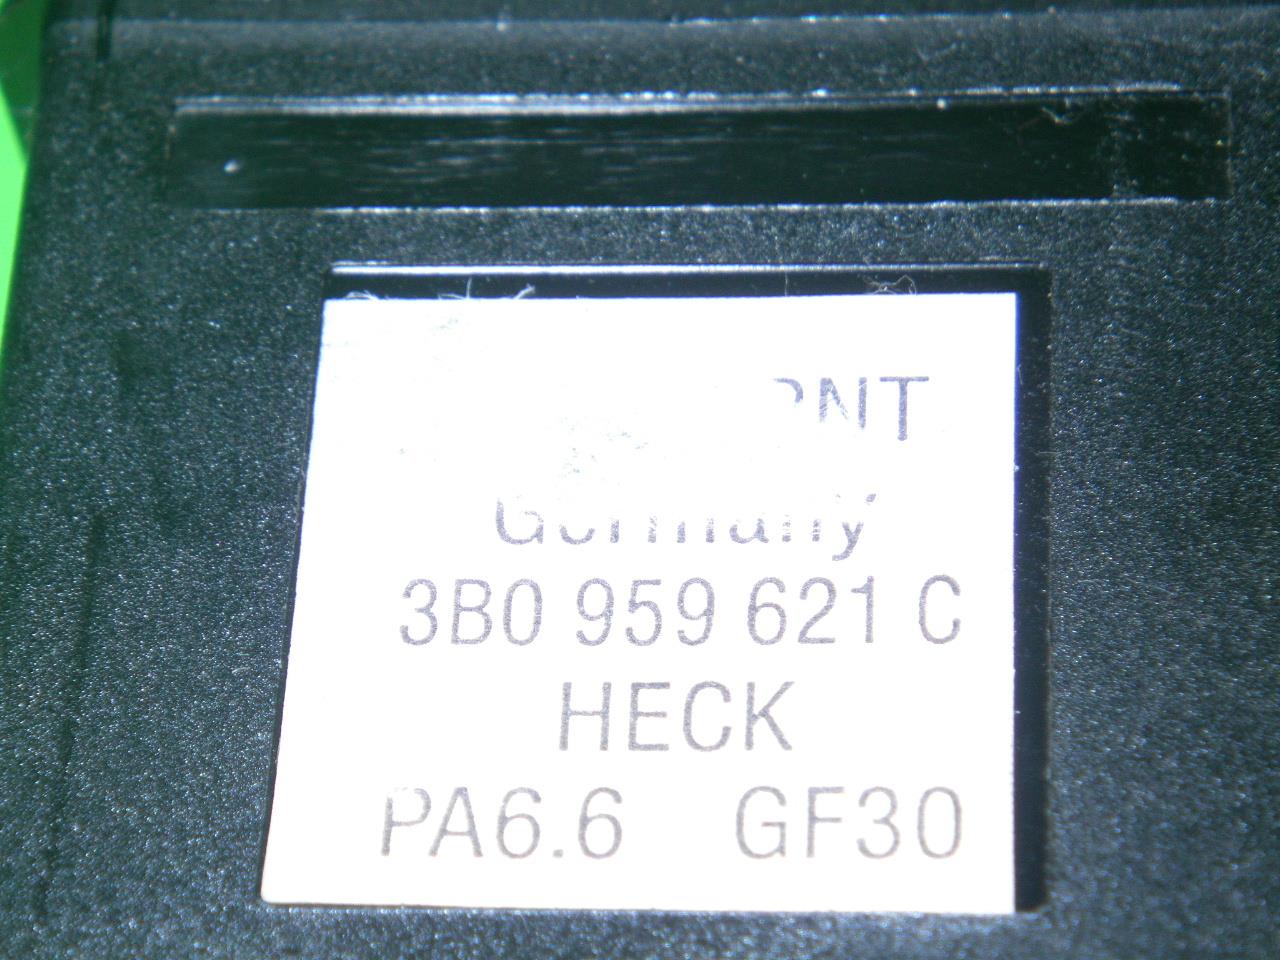 Germany
3B0 959 621 C
HECK
PA6.6 GF30